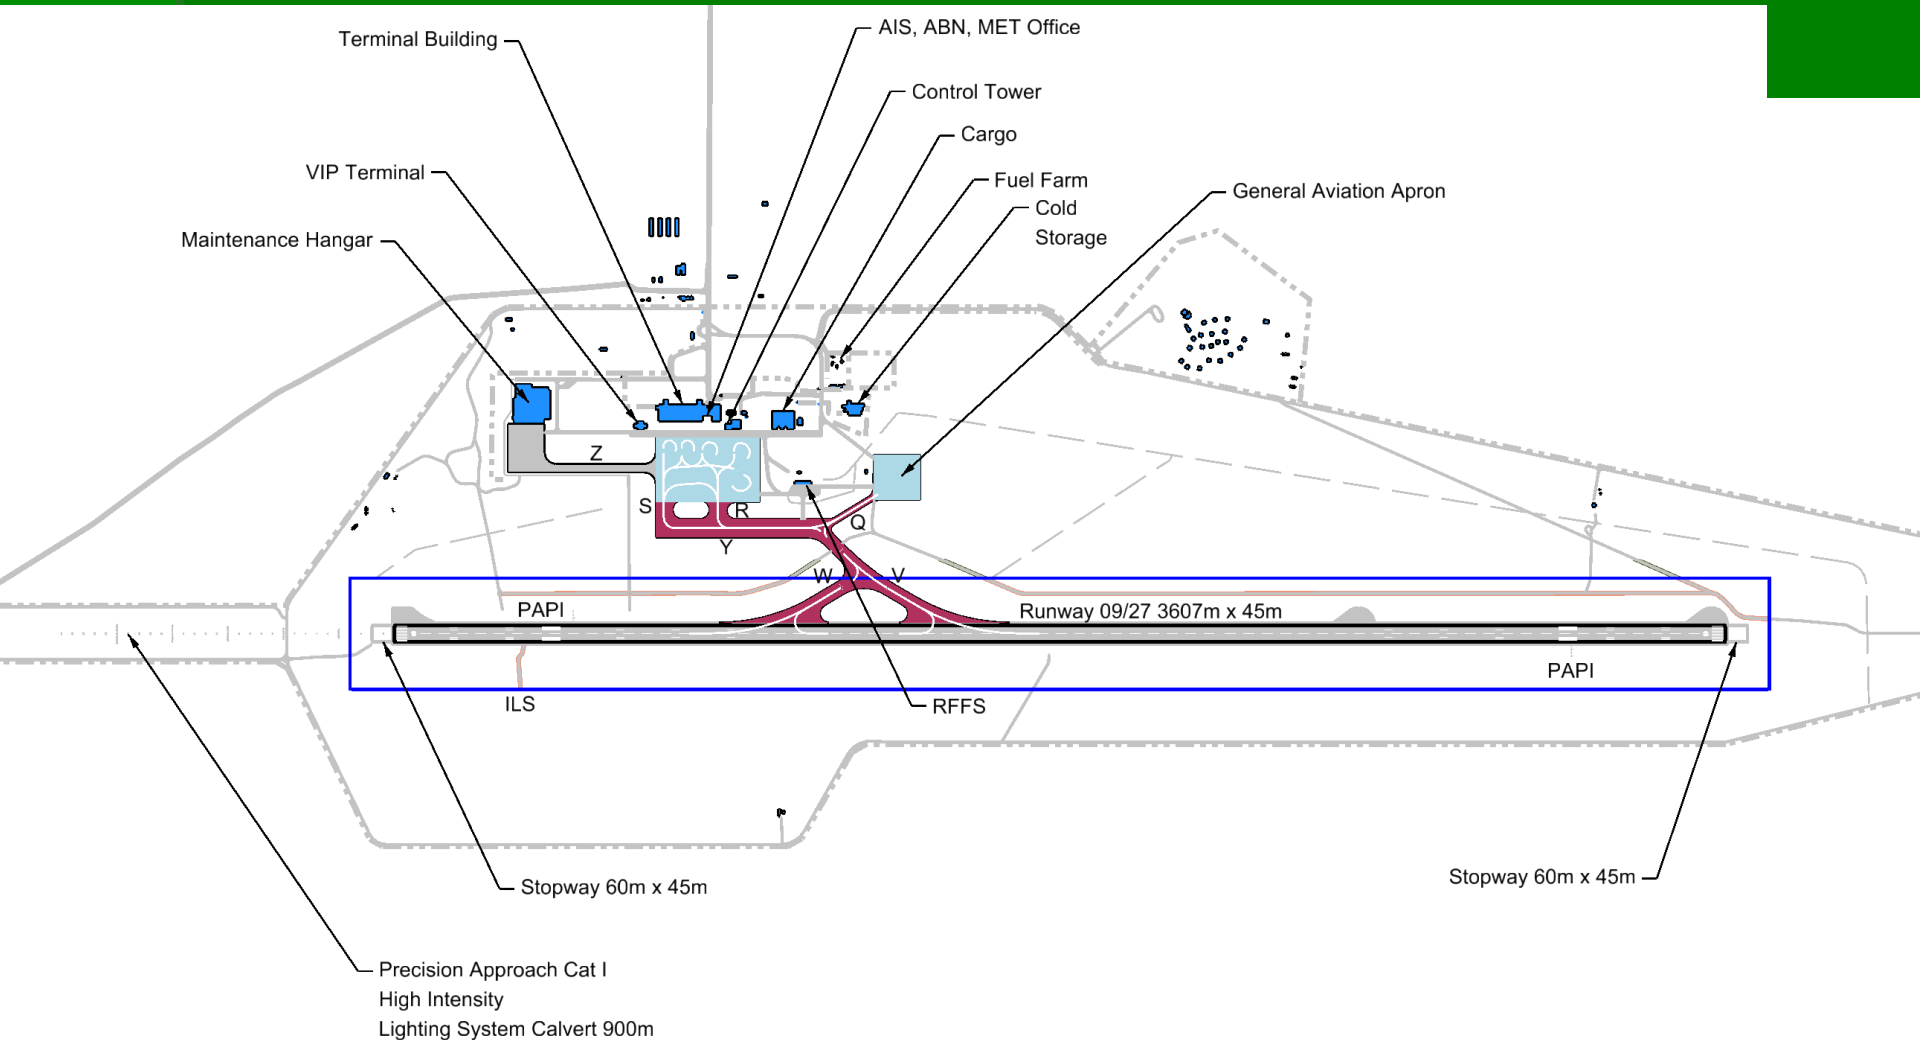 AIS, ABN, MET Office
Terminal Building
Control Tower
Cargo
VIP Terminal
Fuel Farm
General Aviation Apron
Cold
Storage
Maintenance Hangar
Z
S
R
Q
Y
W
V
PAPI
Runway 09/27 3607m x 45m
PAPI
ILS
RFFS
Stopway 60m x 45m
Stopway 60m x 45m
Precision Approach Cat I
High Intensity
Lighting System Calvert 900m